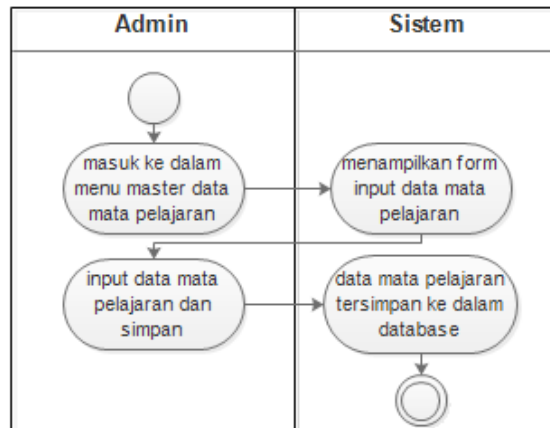 Admin
Sistem
masuk ke dalam
menu master data
mata pelajaran
menampilkan form
input data mata
pelajaran
input data mata
pelajaran dan
simpan
data mata pelajaran
tersimpan ke dalam
database